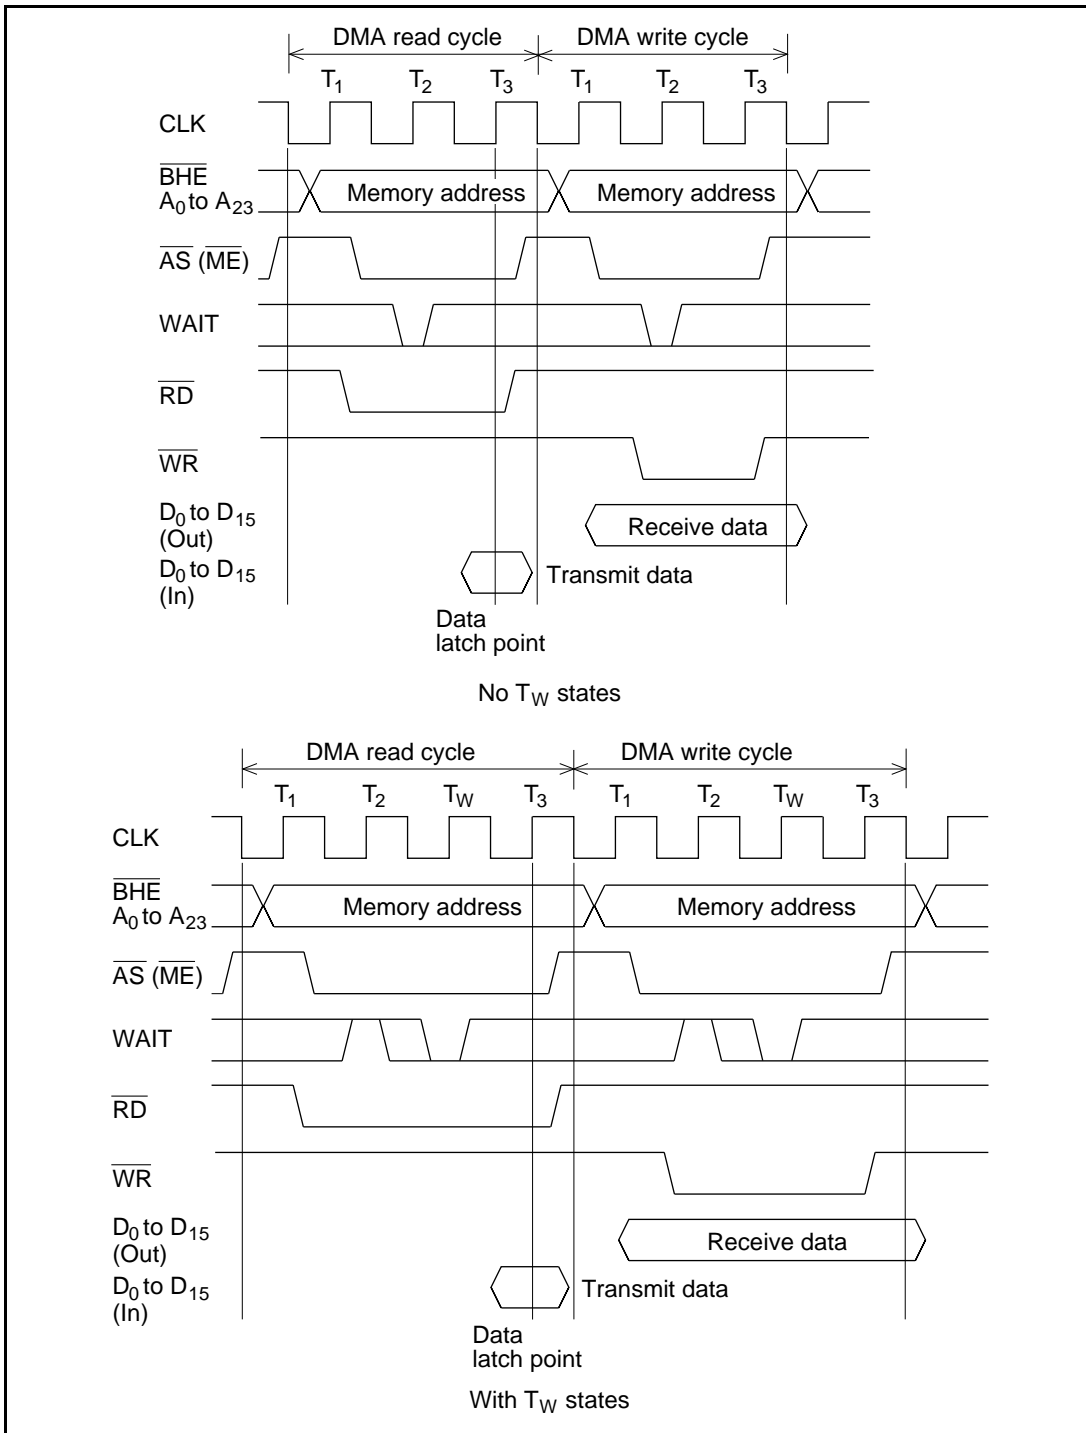 DMA read cycle DMA write cycle
T1 T2 T3 T1 T2 T3
CLK
BHE
A0 to A23 Memory address Memory address
AS (ME)
WAIT
RD
WR
D0 to D15
(Out) Receive data
D0 to D15
(In) Transmit data
Data
latch point
No TW states
DMA read cycle DMA write cycle
T1 T2 TW T3 T1 T2 TW T3
CLK
BHE
A0 to A23 Memory address Memory address
AS (ME)
WAIT
RD
WR
D0 to D15
(Out) Receive data
D0 to D15
(In) Transmit data
Data
latch point
With TW states